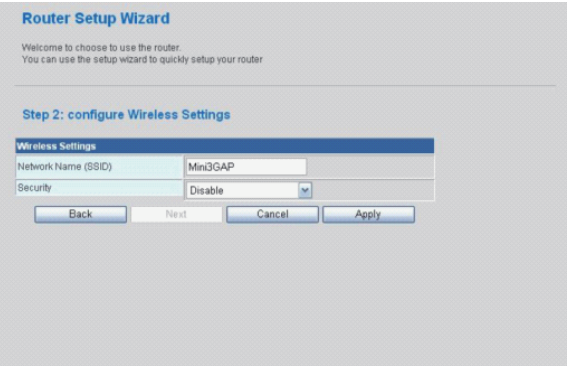 Router Setup Wizard
Welcome to choose to use the router.
You can use the setup wizard to quickly setup your router
Step 2: configure Wireless Settings
Wireless Settings
Network Name (SSID) Mini3GAP
Security Disable
Back Next Cancel Apply